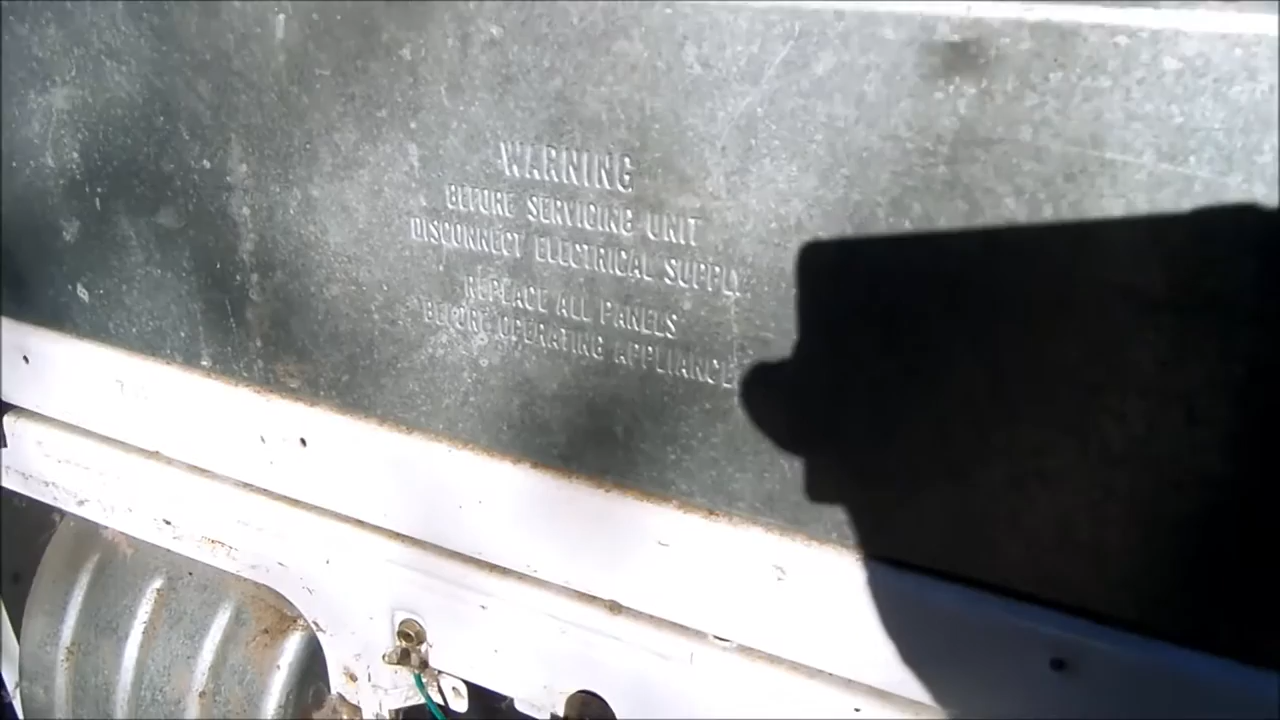 WARNING
BEFORE SERVICING UNIT
DISCONNECT ELECTRICAL SUPPLY
REPLACE ALL PANELS
BEFORE OPERATING APPLIANCE